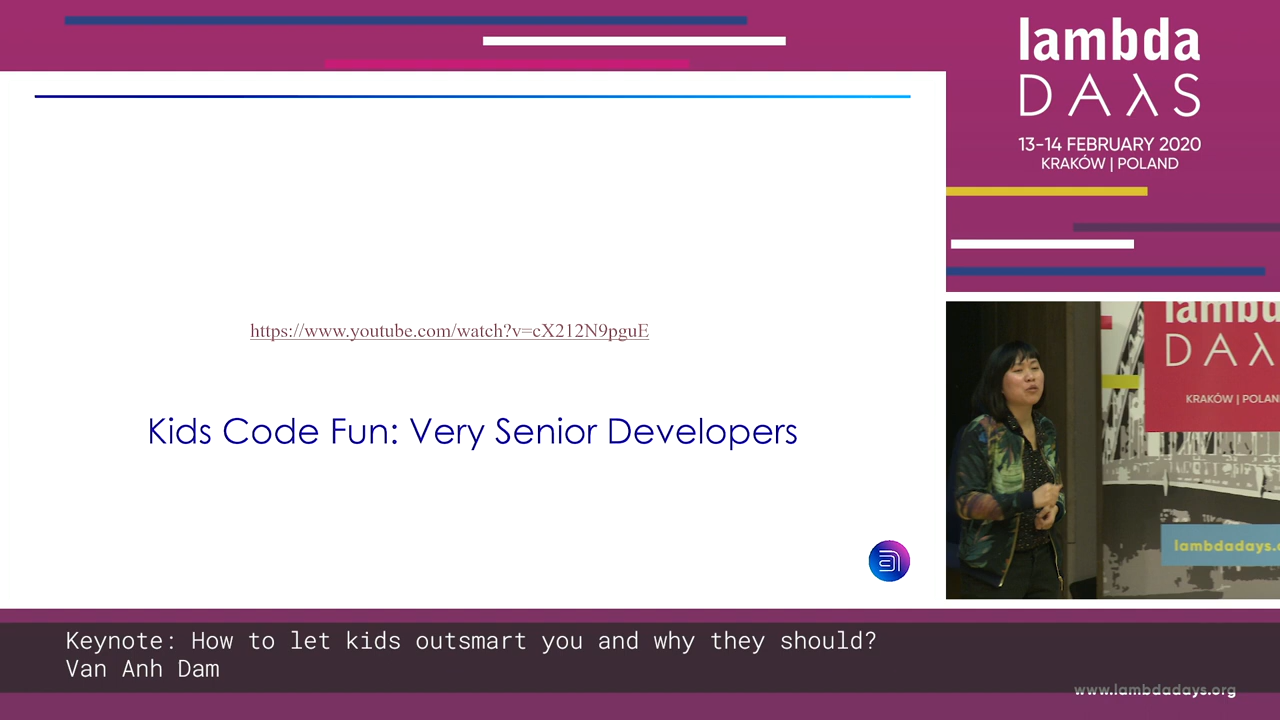 lambda
DAλS
13-14 FEBRUARY 2020
KRAKÓW | POLAND
https://www.youtube.com/watch?v=cX212N9pguE
Kids Code Fun: Very Senior Developers
lambd
DAλ
KRAKÓW | POLAN
lambdadays.
Keynote: How to let kids outsmart you and why they should?
Van Anh Dam
www.lambdadays.org